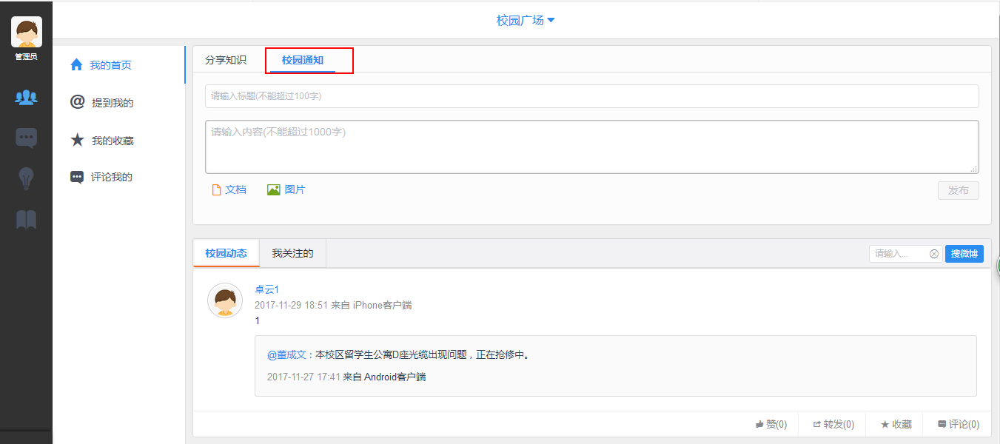 校园广场
管理员
我的首页
提到我的
我的收藏
评论我的
分享知识 校园通知
请输入标题(不能超过100字)
请输入内容(不能超过1000字)
文档 图片 发布
校园动态 我关注的 请输入... 搜微博
卓云1
2017-11-29 18:51 来自 iPhone客户端
1
@董成文：本校区留学生公寓D座光缆出现问题，正在抢修中。
2017-11-27 17:41 来自 Android客户端
赞(0) 转发(0) 收藏 评论(0)